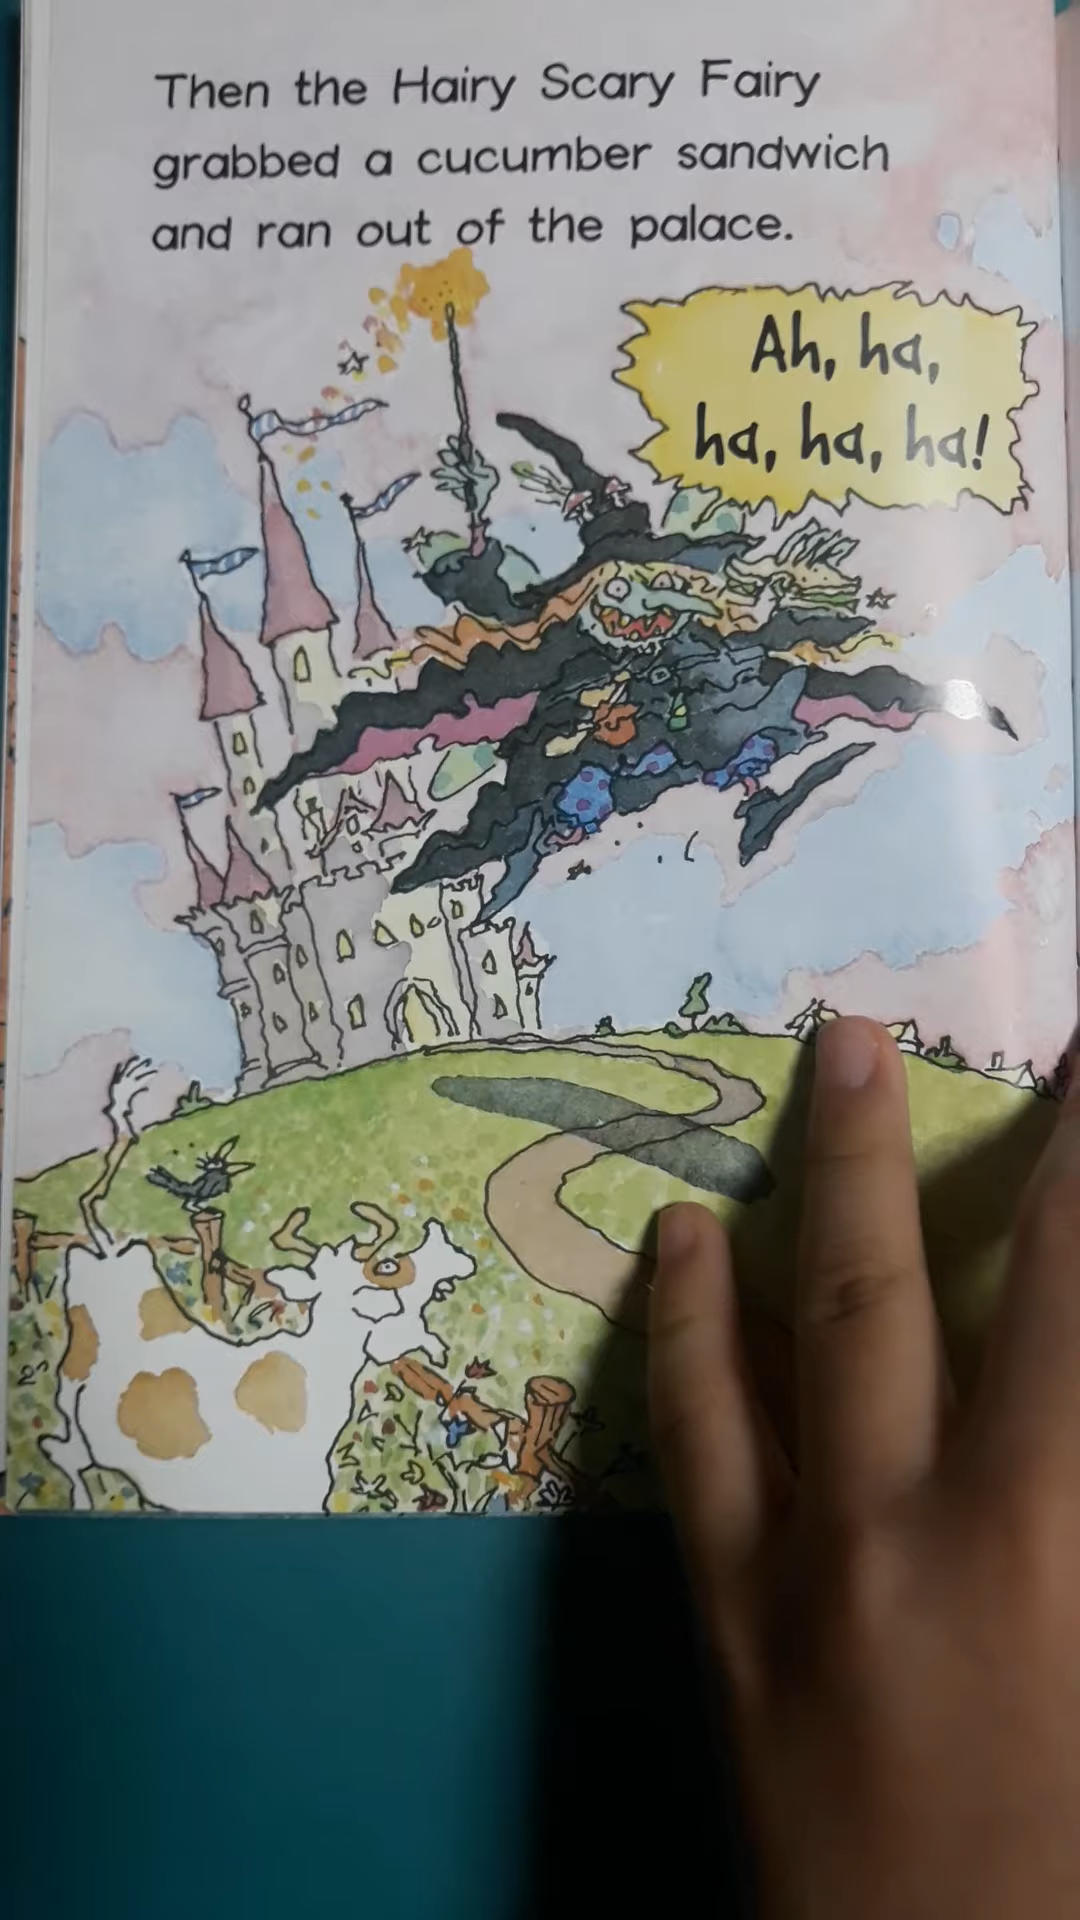 Then the Hairy Scary Fairy
grabbed a cucumber sandwich
and ran out of the palace.
Ah, ha,
ha, ha, ha!